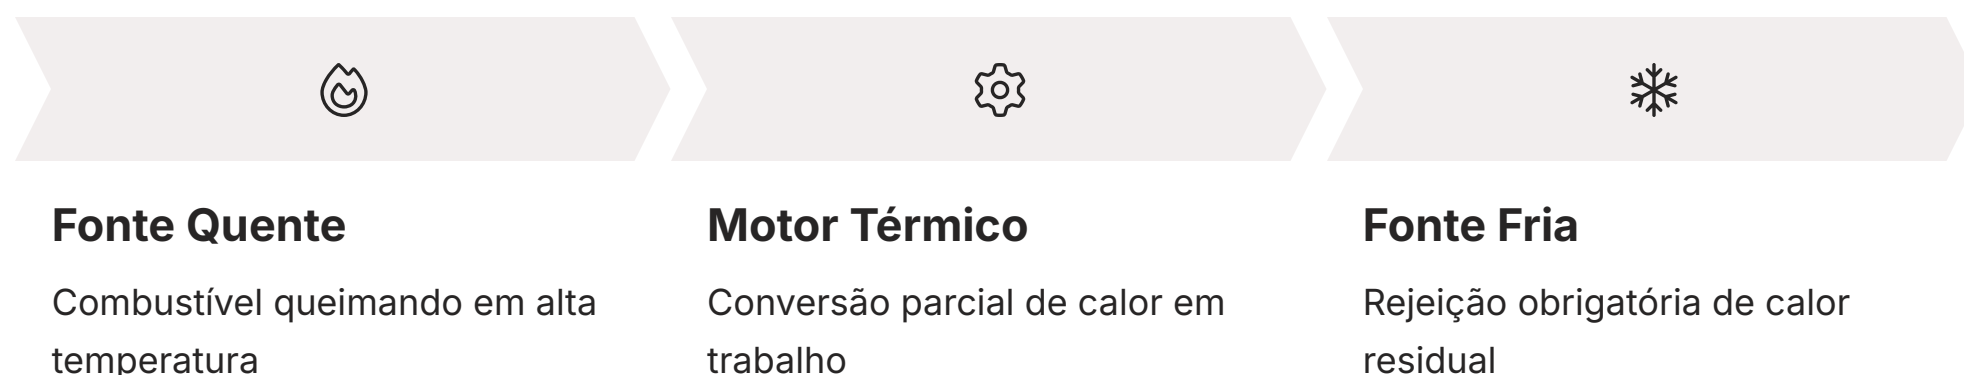 Fonte Quente
Combustível queimando em alta
temperatura
Motor Térmico
Conversão parcial de calor em
trabalho
Fonte Fria
Rejeição obrigatória de calor
residual